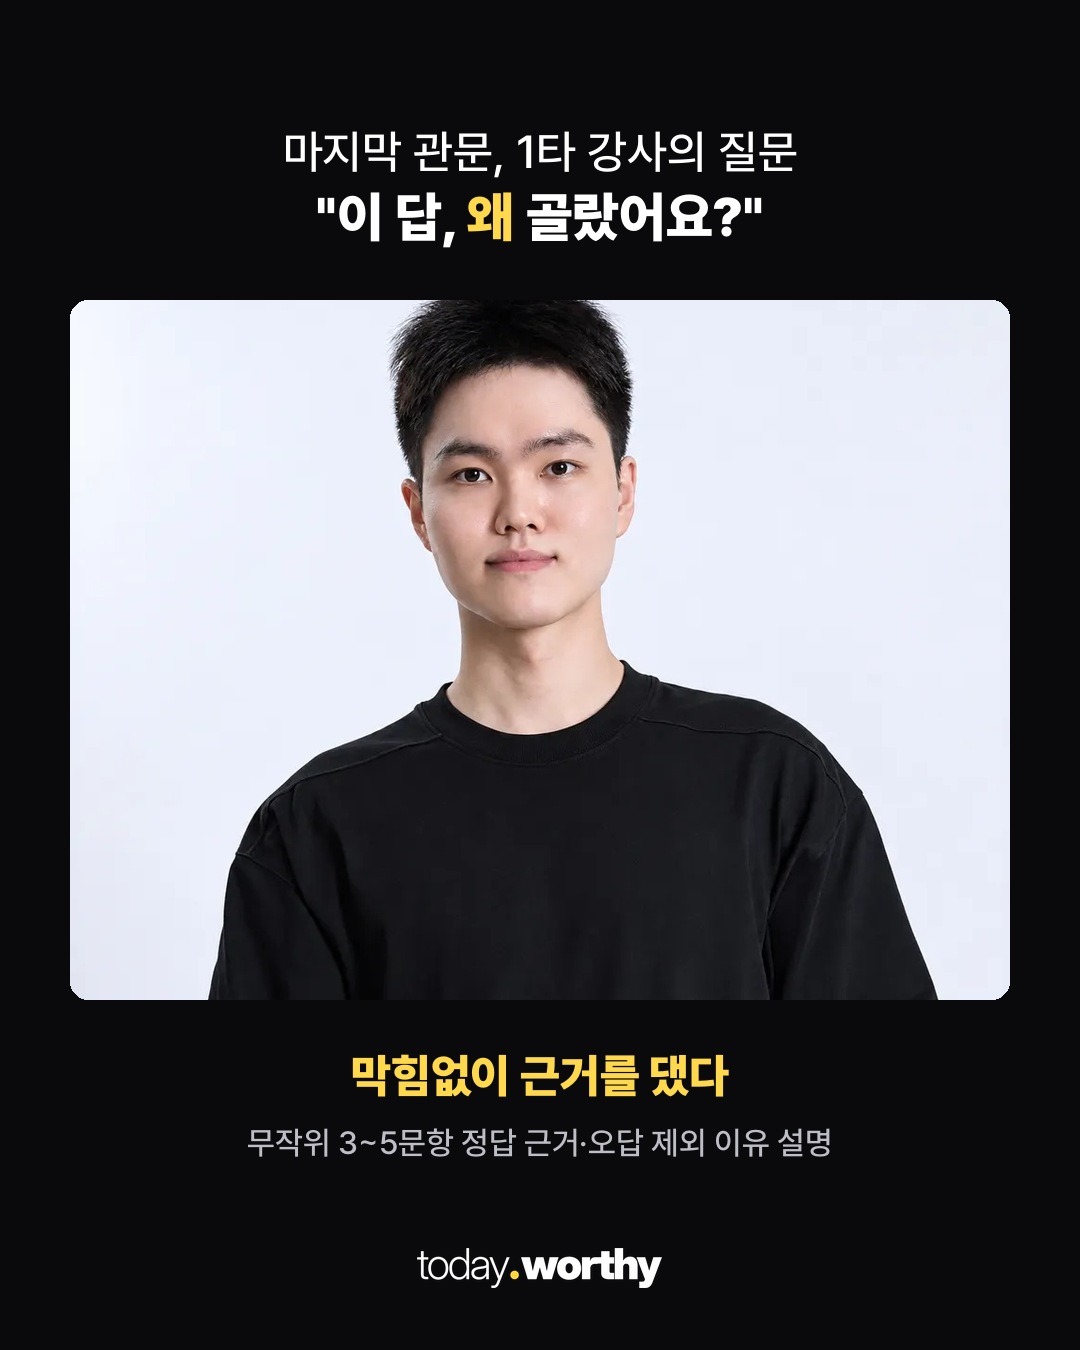 마지막 관문, 1타 강사의 질문
"이 답, 왜 골랐어요?"
막힘없이 근거를 댔다
무작위 3~5문항 정답 근거·오답 제외 이유 설명
today.worthy